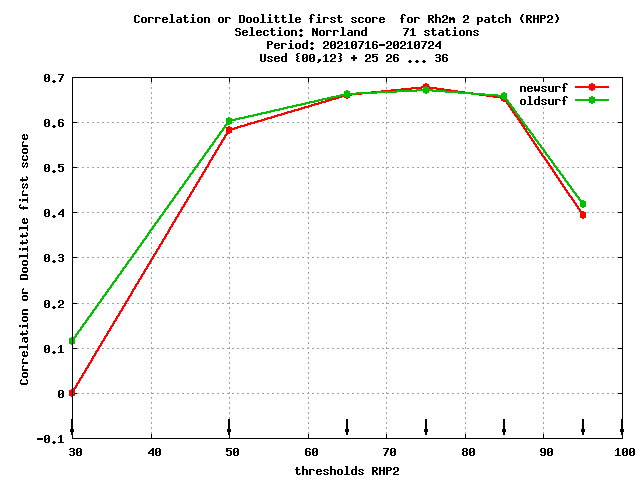 Correlation or Doolittle first score  for Rh2m 2 patch (RHP2)
Selection: Norrland     71 stations
Period: 20210716-20210724
Used {00,12} + 25 26 ... 36
newsurf
oldsurf
Correlation or Doolittle first score
0.7
0.6
0.5
0.4
0.3
0.2
0.1
0
-0.1
30 40 50 60 70 80 90 100
thresholds RHP2